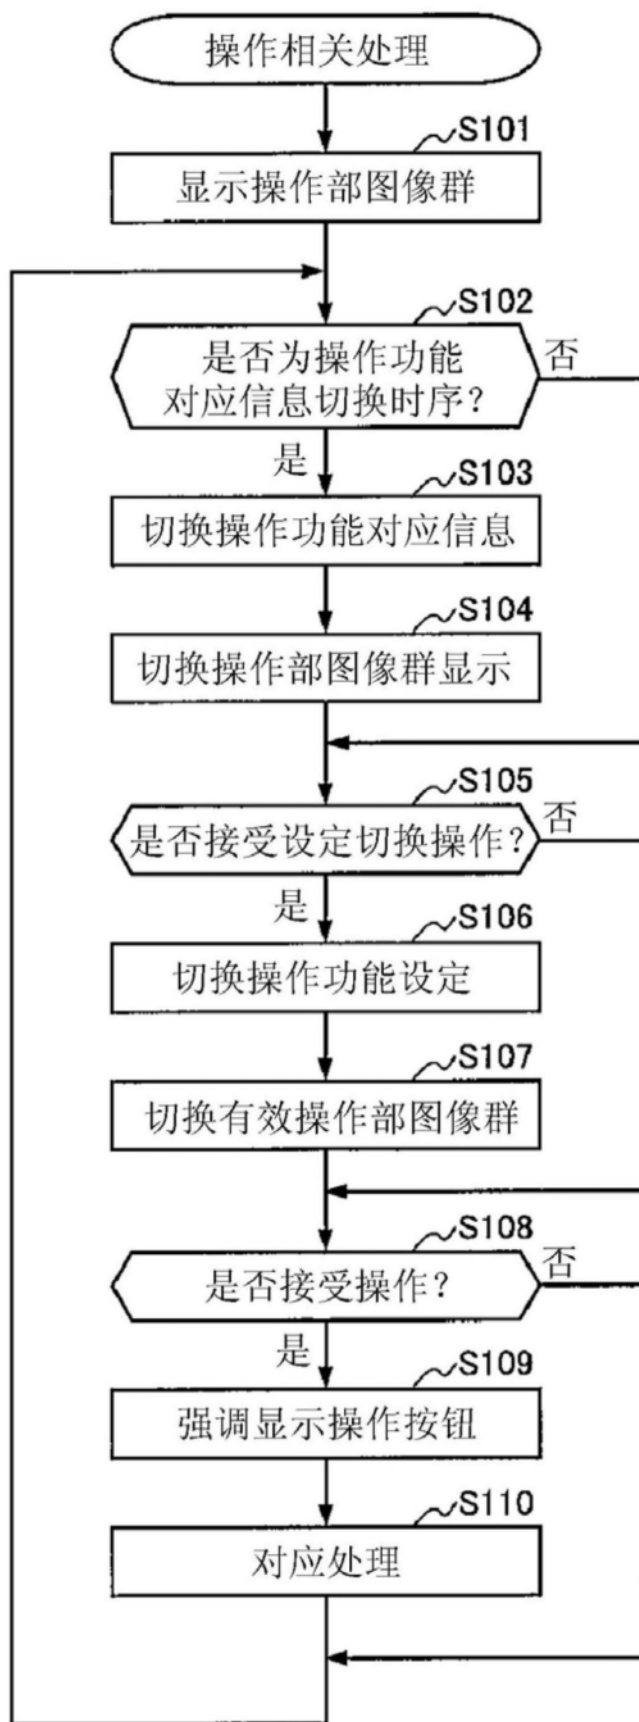 操作相关处理
S101
显示操作部图像群
S102
是否为操作功能
对应信息切换时序？
否
是
S103
切换操作功能对应信息
S104
切换操作部图像群显示
S105
是否接受设定切换操作？
否
是
S106
切换操作功能设定
S107
切换有效操作部图像群
S108
是否接受操作？
否
是
S109
强调显示操作按钮
S110
对应处理